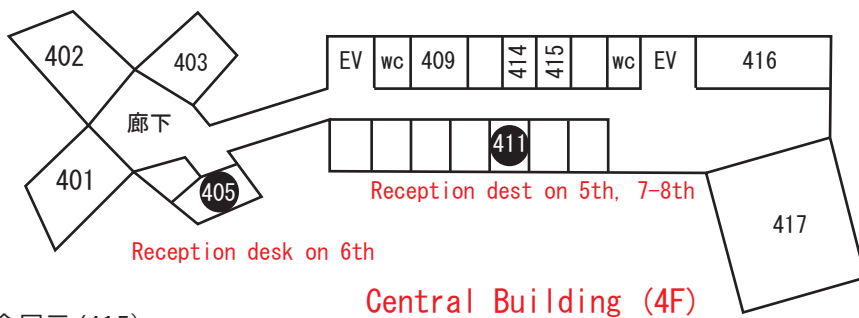 402
403
EV
wc
409
414
415
wc
EV
416
廊下
401
405
411
417
Reception dest on 5th, 7-8th
Reception desk on 6th
Central Building (4F)